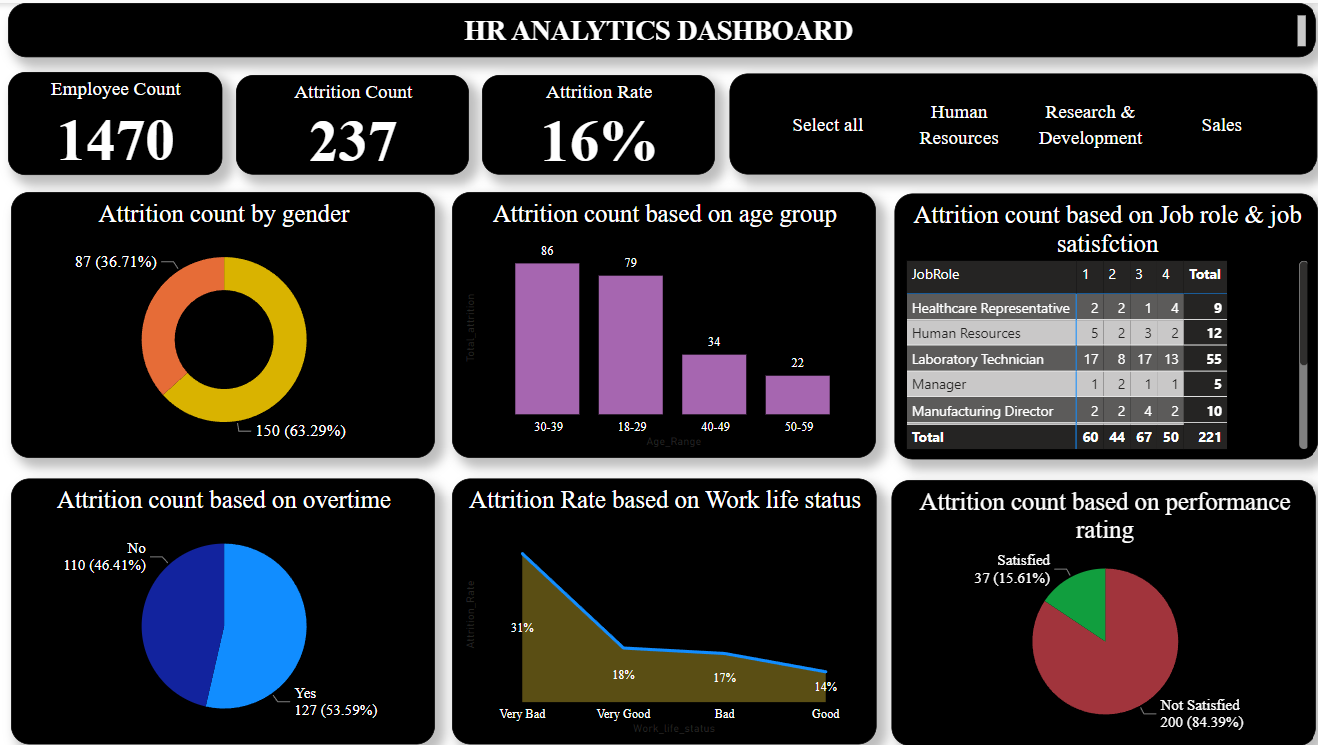 HR ANALYTICS DASHBOARD
Employee Count
1470
Attrition Count
237
Attrition Rate
16%
Select all
Human
Resources
Research &
Development
Sales
Attrition count by gender
87 (36.71%)
150 (63.29%)
Attrition count based on age group
Total_attrition
86
79
34
22
30-39 18-29 40-49 50-59
Age_Range
Attrition count based on Job role & job
satisfction
JobRole 1 2 3 4 Total
Healthcare Representative 2 2 1 4 9
Human Resources 5 2 3 2 12
Laboratory Technician 17 8 17 13 55
Manager 1 2 1 1 5
Manufacturing Director 2 2 4 2 10
Total 60 44 67 50 221
Attrition count based on overtime
No
110 (46.41%)
Yes
127 (53.59%)
Attrition Rate based on Work life status
Attrition_Rate
31%
18%
17%
14%
Very Bad Very Good Bad Good
Work_life_status
Attrition count based on performance
rating
Satisfied
37 (15.61%)
Not Satisfied
200 (84.39%)